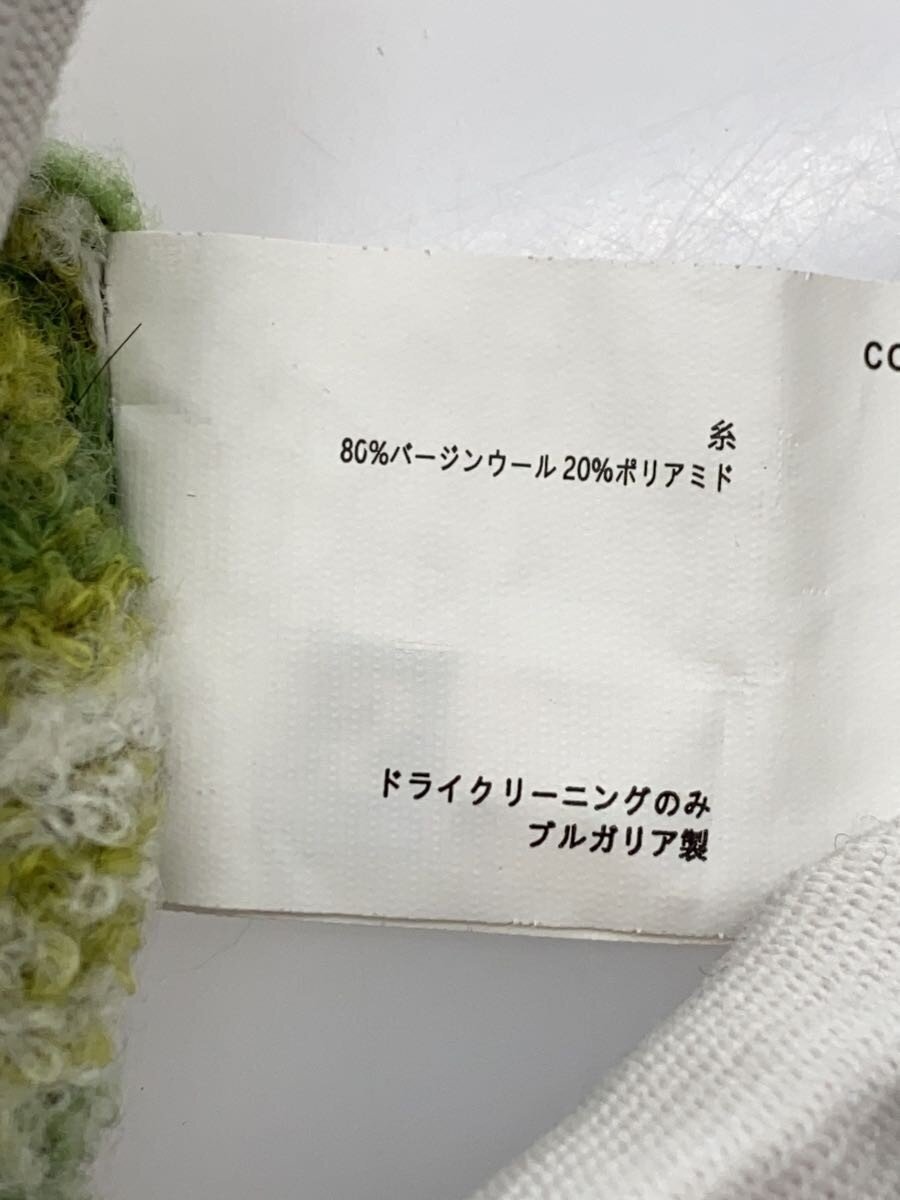 糸
80%バージンウール 20%ポリアミド
ドライクリーニングのみ
ブルガリア製